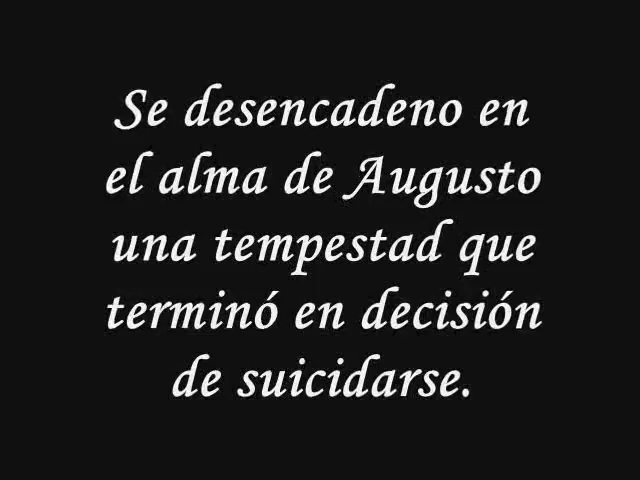 Se desencadeno en
el alma de Augusto
una tempestad que
terminó en decisión
de suicidarse.